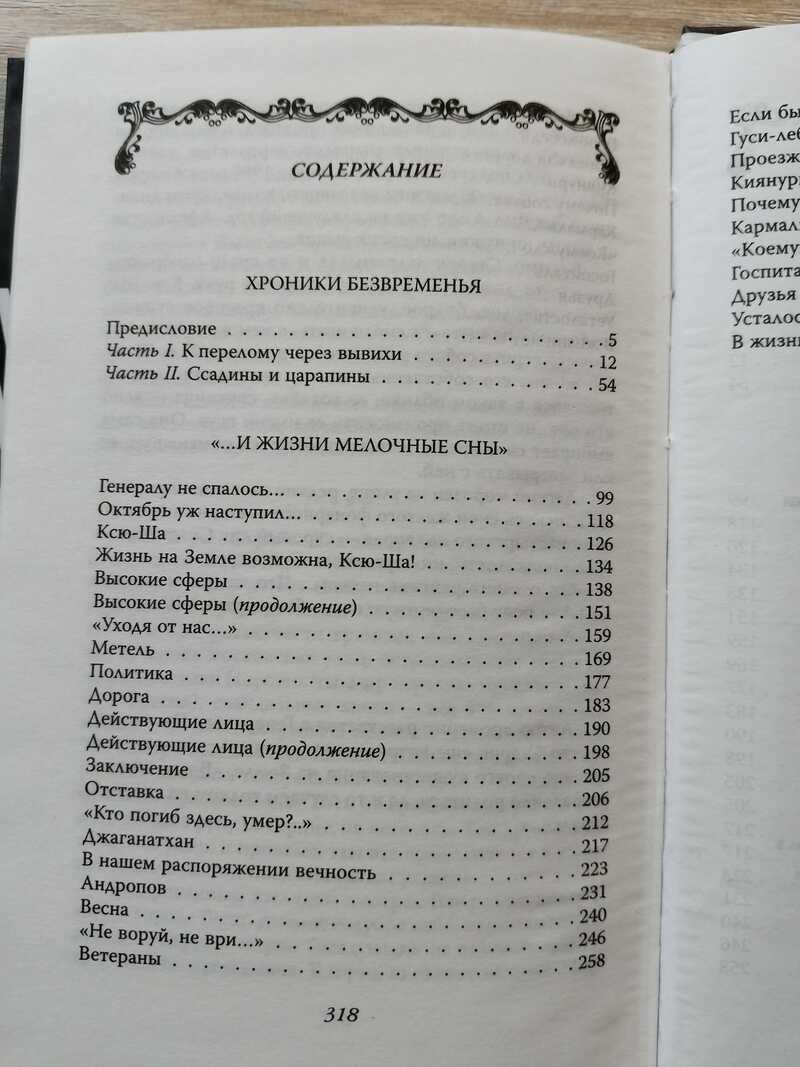 СОДЕРЖАНИЕ
ХРОНИКИ БЕЗВРЕМЕНЬЯ
Предисловие . . . . . . . . . . . . . . . . . . . . . . . . . 5
Часть I. К перелому через вывихи . . . . . . . . . . . . . 12
Часть II. Ссадины и царапины . . . . . . . . . . . . . . . 54
«...И ЖИЗНИ МЕЛОЧНЫЕ СНЫ»
Генералу не спалось... . . . . . . . . . . . . . . . . . . . 99
Октябрь уж наступил... . . . . . . . . . . . . . . . . . . 118
Ксю-Ша . . . . . . . . . . . . . . . . . . . . . . . . . . 126
Жизнь на Земле возможна, Ксю-Ша! . . . . . . . . . . 134
Высокие сферы . . . . . . . . . . . . . . . . . . . . . . 138
Высокие сферы (продолжение) . . . . . . . . . . . . . . 151
«Уходя от нас...» . . . . . . . . . . . . . . . . . . . . . 159
Метель . . . . . . . . . . . . . . . . . . . . . . . . . . 169
Политика . . . . . . . . . . . . . . . . . . . . . . . . . 177
Дорога . . . . . . . . . . . . . . . . . . . . . . . . . . 183
Действующие лица . . . . . . . . . . . . . . . . . . . . 190
Действующие лица (продолжение) . . . . . . . . . . . . 198
Заключение . . . . . . . . . . . . . . . . . . . . . . . . 205
Отставка . . . . . . . . . . . . . . . . . . . . . . . . . 206
«Кто погиб здесь, умер?..» . . . . . . . . . . . . . . . . 212
Джаганатхан . . . . . . . . . . . . . . . . . . . . . . . 217
В нашем распоряжении вечность . . . . . . . . . . . . 223
Андропов . . . . . . . . . . . . . . . . . . . . . . . . . 231
Весна . . . . . . . . . . . . . . . . . . . . . . . . . . . 240
«Не воруй, не ври...» . . . . . . . . . . . . . . . . . . . 246
Ветераны . . . . . . . . . . . . . . . . . . . . . . . . . 258
318
Если бы
Гуси-леб
Проезж
Киянур
Почему
Кармал
«Коему
Госпита
Друзья
Усталос
В жизн